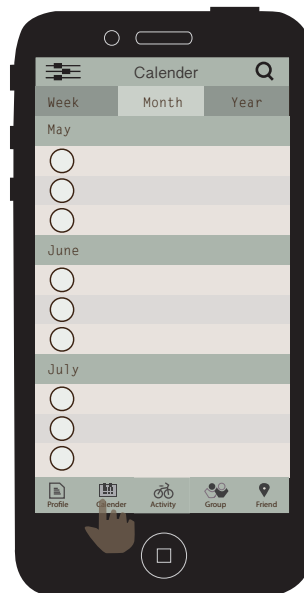 Calender
Week Month Year
May
June
July
Profile Calender Activity Group Friend